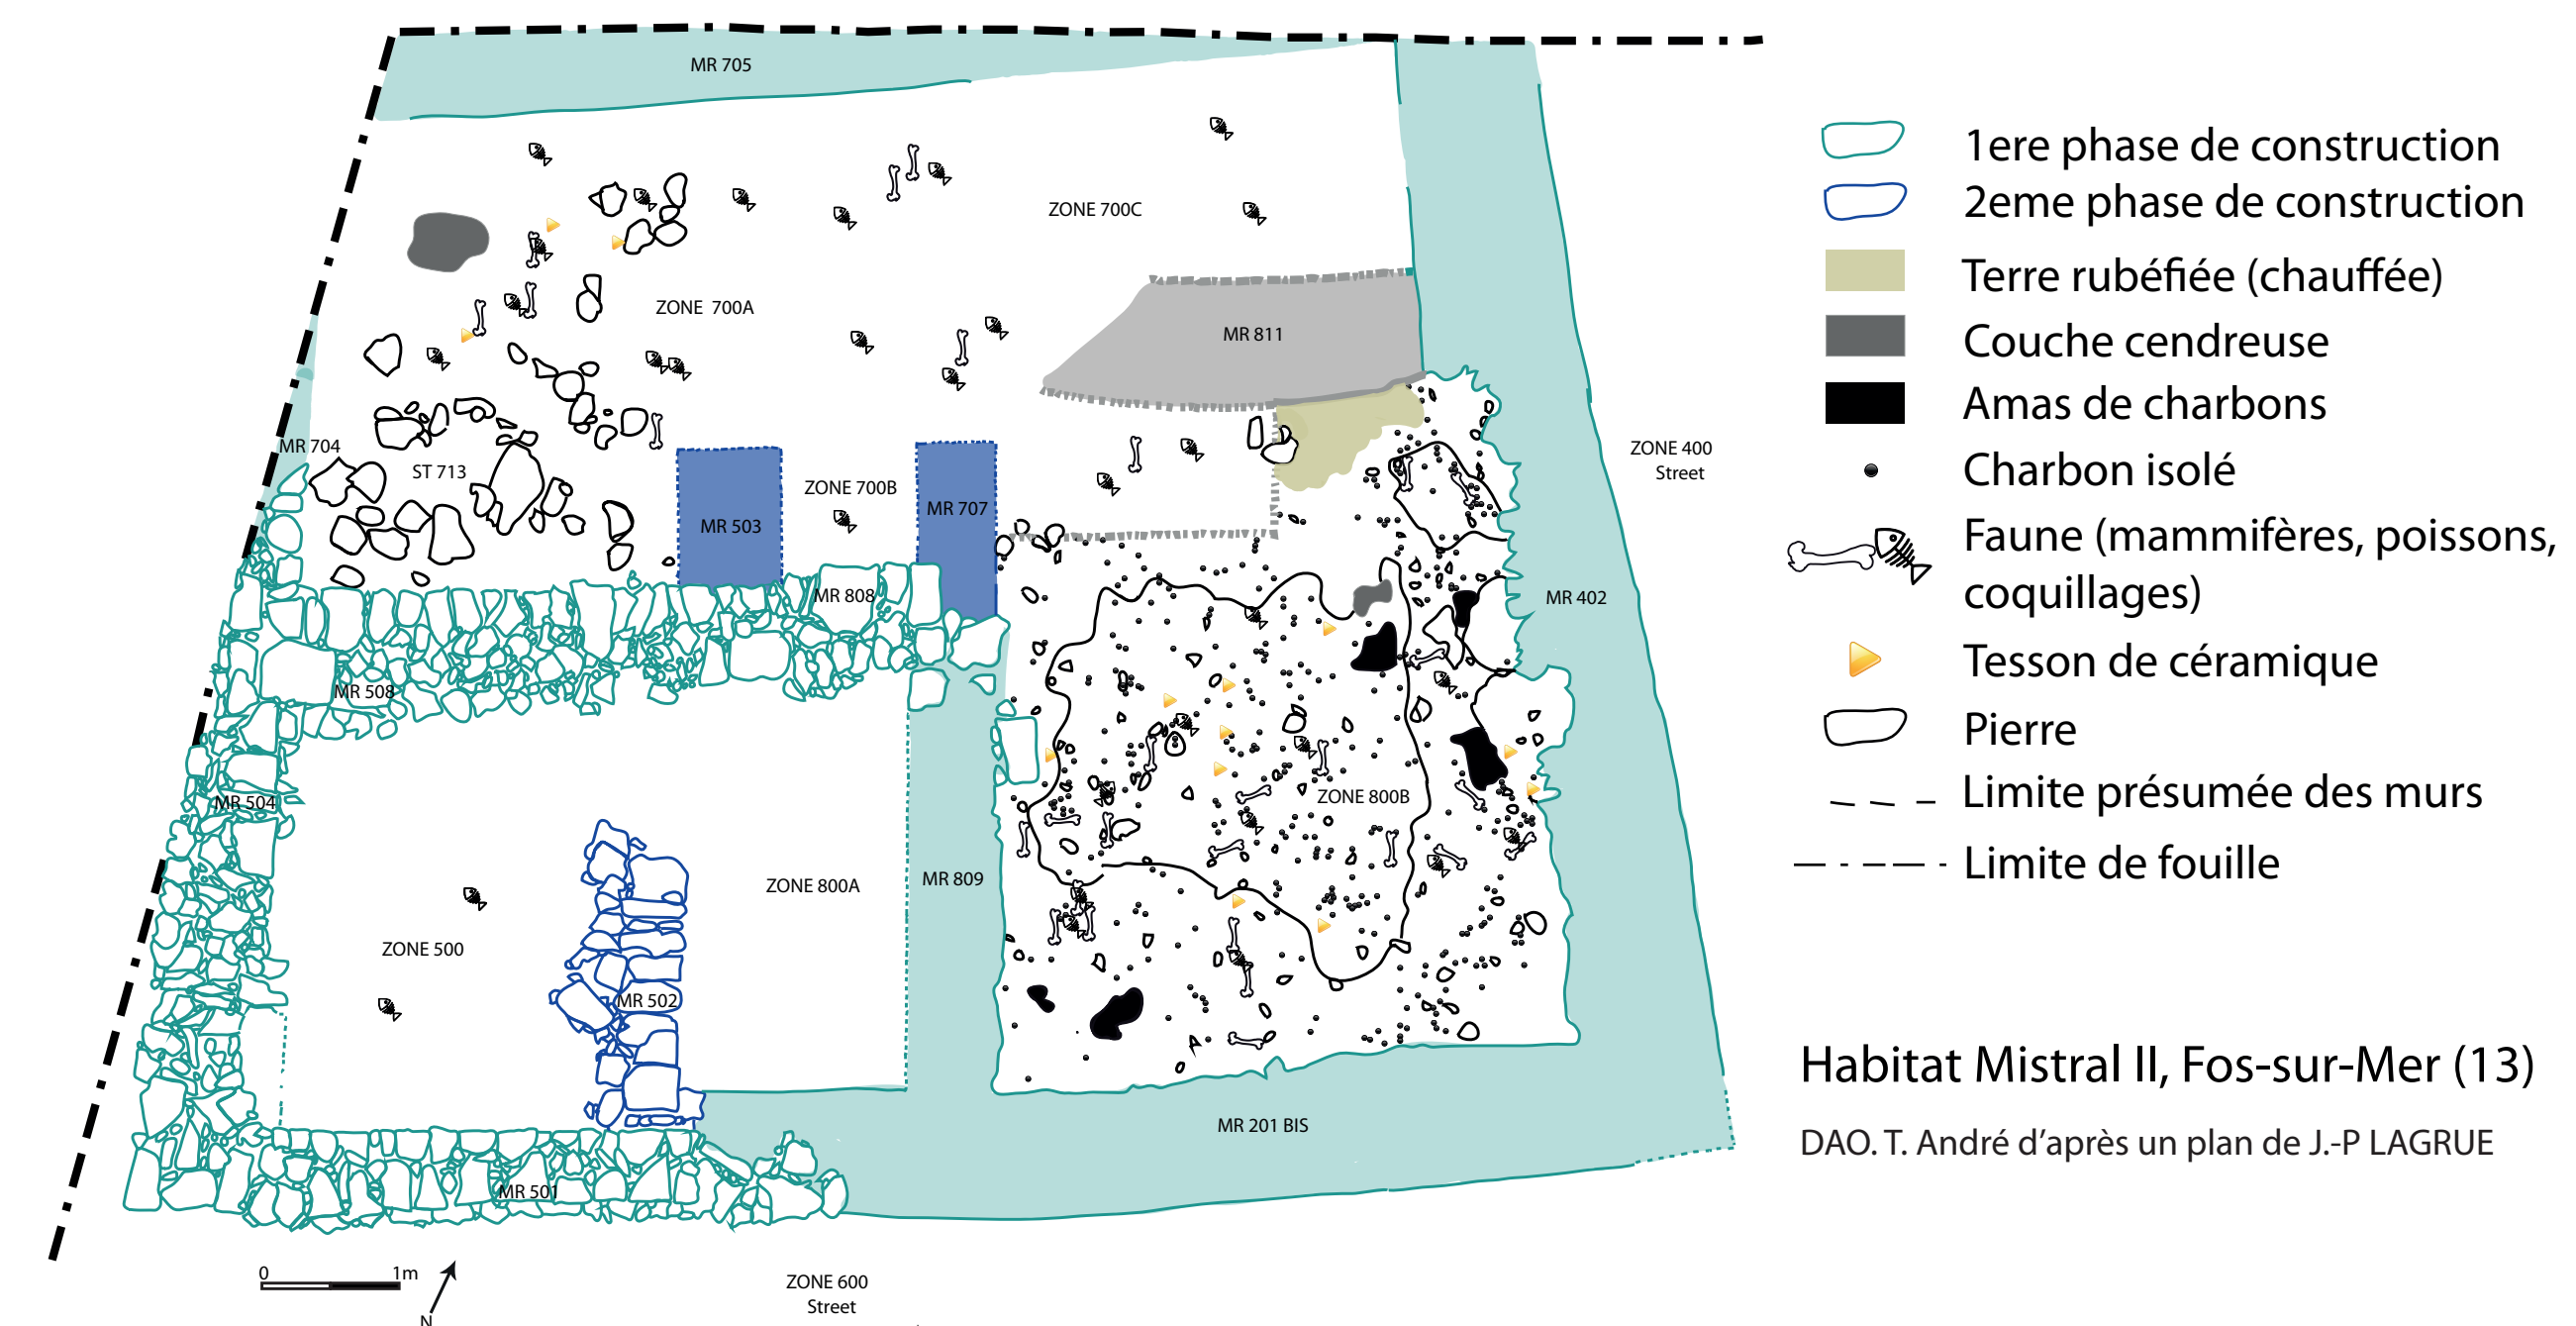 MR 705
ZONE 700C
ZONE 700A
MR 811
MR 704
ST 713
ZONE 700B
MR 503
MR 707
ZONE 400
Street
MR 808
MR 402
MR 508
MR 504
ZONE 800B
ZONE 800A
MR 809
ZONE 500
MR 502
MR 201 BIS
MR 501
0
1m
N
ZONE 600
Street
1ere phase de construction
2eme phase de construction
Terre rubéfiée (chauffée)
Couche cendreuse
Amas de charbons
Charbon isolé
Faune (mammifères, poissons,
coquillages)
Tesson de céramique
Pierre
Limite présumée des murs
Limite de fouille
Habitat Mistral II, Fos-sur-Mer (13)
DAO. T. André d’après un plan de J.-P LAGRUE